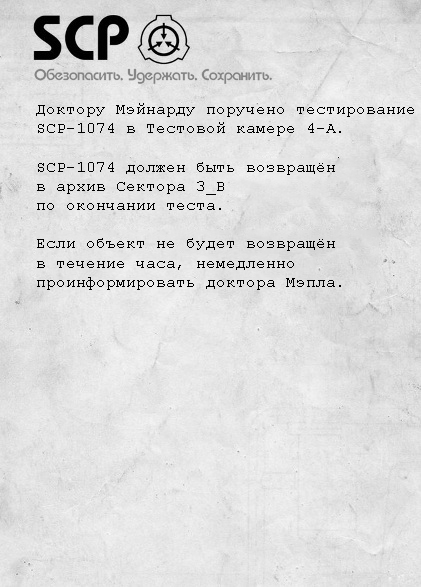 SCP
Обезопасить. Удержать. Сохранить.
Доктору Мэйнарду поручено тестирование
SCP-1074 в Тестовой камере 4-А.
SCP-1074 должен быть возвращён
в архив Сектора 3_В
по окончании теста.
Если объект не будет возвращён
в течение часа, немедленно
проинформировать доктора Мэпла.